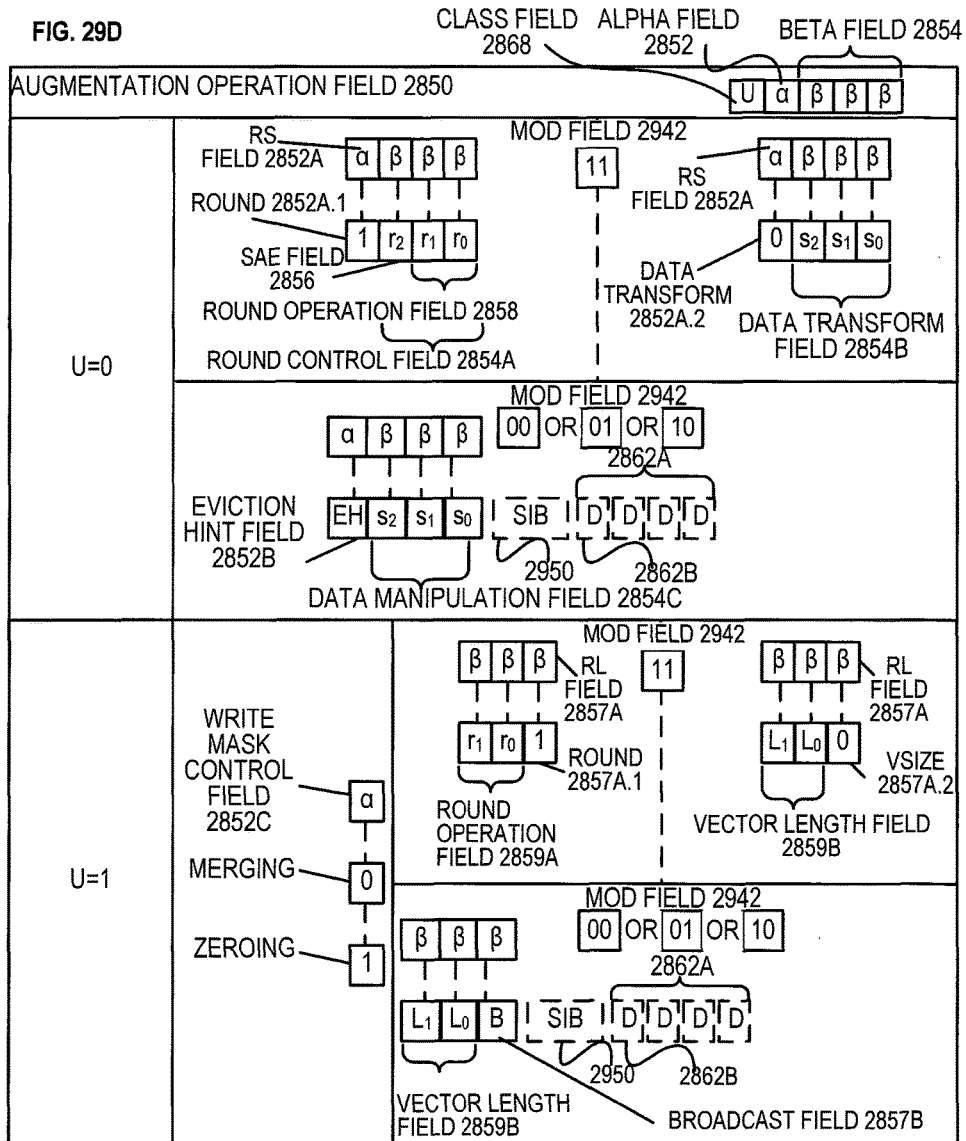 FIG. 29D
CLASS FIELD
2868
ALPHA FIELD
2852
BETA FIELD 2854
AUGMENTATION OPERATION FIELD 2850
U α β β β
U=0
RS
FIELD 2852A
α β β β
ROUND 2852A.1
1 r2 r1 r0
SAE FIELD
2856
ROUND OPERATION FIELD 2858
ROUND CONTROL FIELD 2854A
MOD FIELD 2942
11
α β β β
RS
FIELD 2852A
0 s2 s1 s0
DATA
TRANSFORM
2852A.2
DATA TRANSFORM
FIELD 2854B
MOD FIELD 2942
00 OR 01 OR 10
α β β β
2862A
EVICTION
HINT FIELD
2852B
EH s2 s1 s0
SIB
D D D D
2950
2862B
DATA MANIPULATION FIELD 2854C
U=1
WRITE
MASK
CONTROL
FIELD
2852C
α
MERGING
0
ZEROING
1
MOD FIELD 2942
11
β β β
RL
FIELD
2857A
r1 r0 1
ROUND
2857A.1
ROUND
OPERATION
FIELD 2859A
β β β
RL
FIELD
2857A
L1 L0 0
VSIZE
2857A.2
VECTOR LENGTH FIELD
2859B
MOD FIELD 2942
00 OR 01 OR 10
β β β
2862A
L1 L0 B
SIB
D D D D
2950
2862B
VECTOR LENGTH
FIELD 2859B
BROADCAST FIELD 2857B